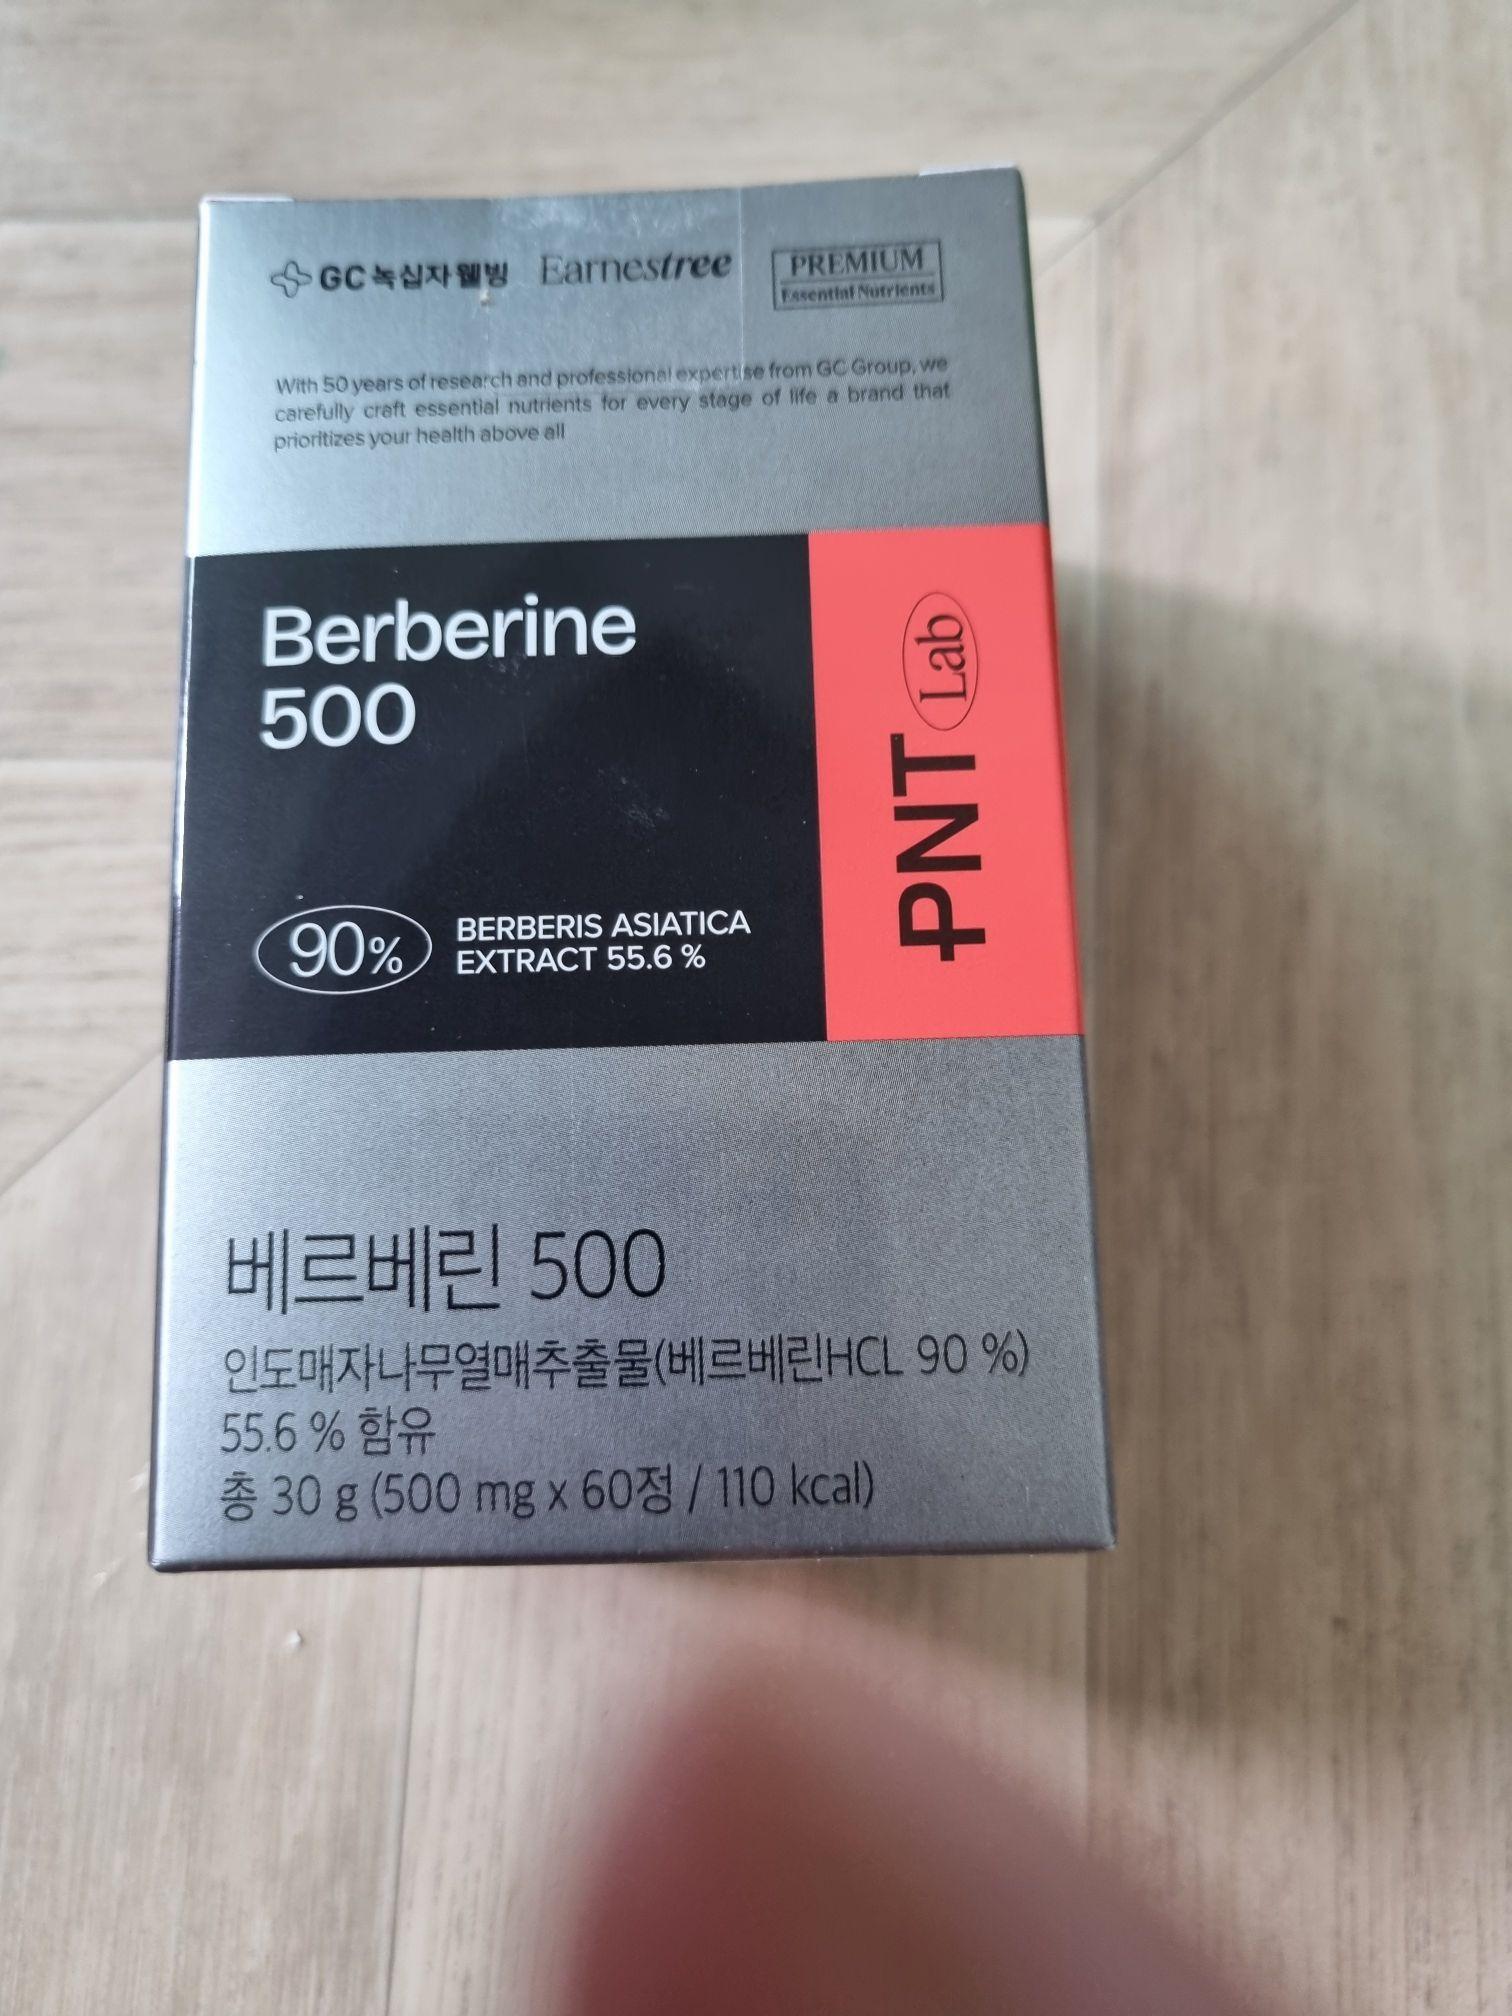 GC 녹십자 웰빙 Earnestree PREMIUM
Essential Nutrients
With 50 years of research and professional expertise from GC Group, we
carefully craft essential nutrients for every stage of life a brand that
prioritizes your health above all
Berberine
500
PNT Lab
90%
BERBERIS ASIATICA
EXTRACT 55.6 %
베르베린 500
인도매자나무열매추출물(베르베린HCL 90 %)
55.6 % 함유
총 30 g (500 mg x 60정 / 110 kcal)